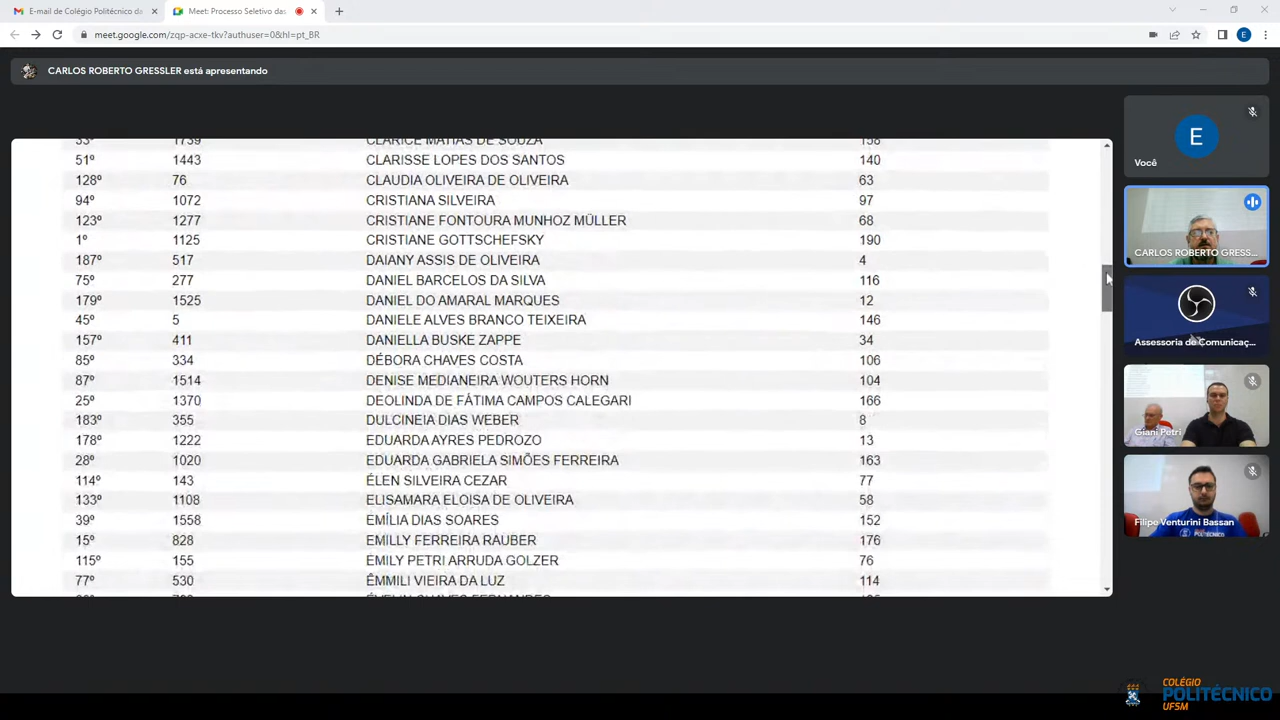 E-mail de Colégio Politécnico da
Meet: Processo Seletivo das
meet.google.com/zqp-acxe-tkv?authuser=0&hl=pt_BR
E
CARLOS ROBERTO GRESSLER está apresentando
33º 1739 CLARICE MATIAS DE SOUZA 158
51º 1443 CLARISSE LOPES DOS SANTOS 140
128º 76 CLAUDIA OLIVEIRA DE OLIVEIRA 63
94º 1072 CRISTIANA SILVEIRA 97
123º 1277 CRISTIANE FONTOURA MUNHOZ MÜLLER 68
1º 1125 CRISTIANE GOTTSCHEFSKY 190
187º 517 DAIANY ASSIS DE OLIVEIRA 4
75º 277 DANIEL BARCELOS DA SILVA 116
179º 1525 DANIEL DO AMARAL MARQUES 12
45º 5 DANIELE ALVES BRANCO TEIXEIRA 146
157º 411 DANIELLA BUSKE ZAPPE 34
85º 334 DÉBORA CHAVES COSTA 106
87º 1514 DENISE MEDIANEIRA WOUTERS HORN 104
25º 1370 DEOLINDA DE FÁTIMA CAMPOS CALEGARI 166
183º 355 DULCINEIA DIAS WEBER 8
178º 1222 EDUARDA AYRES PEDROZO 13
28º 1020 EDUARDA GABRIELA SIMÕES FERREIRA 163
114º 143 ÉLEN SILVEIRA CEZAR 77
133º 1108 ELISAMARA ELOISA DE OLIVEIRA 58
39º 1558 EMÍLIA DIAS SOARES 152
15º 828 EMILLY FERREIRA RAUBER 176
115º 155 EMILY PETRI ARRUDA GOLZER 76
77º 530 ÊMMILI VIEIRA DA LUZ 114
E
Você
CARLOS ROBERTO GRESS...
Assessoria de Comunicaç...
Giani Petri
Filipe Venturini Bassan
COLÉGIO
POLITÉCNICO
UFSM